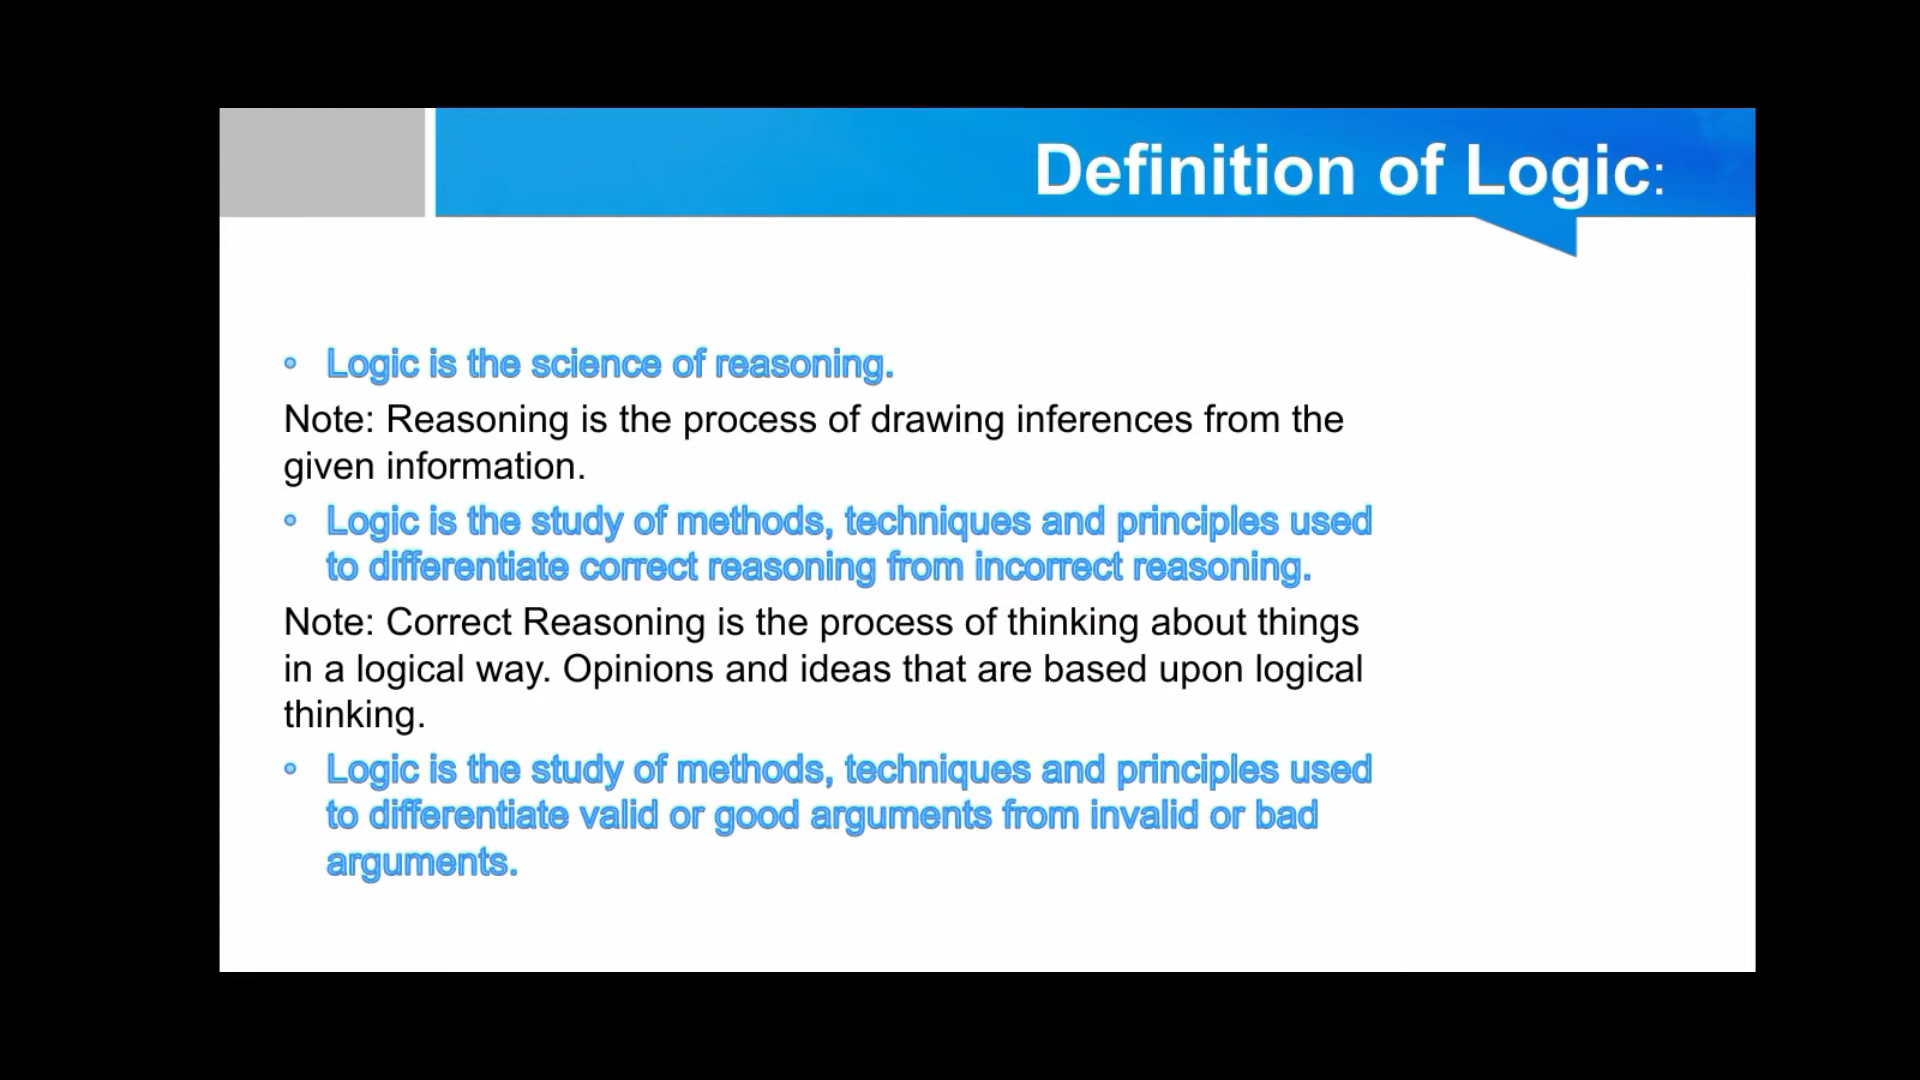 Definition of Logic:
• Logic is the science of reasoning.
Note: Reasoning is the process of drawing inferences from the
given information.
• Logic is the study of methods, techniques and principles used
to differentiate correct reasoning from incorrect reasoning.
Note: Correct Reasoning is the process of thinking about things
in a logical way. Opinions and ideas that are based upon logical
thinking.
• Logic is the study of methods, techniques and principles used
to differentiate valid or good arguments from invalid or bad
arguments.